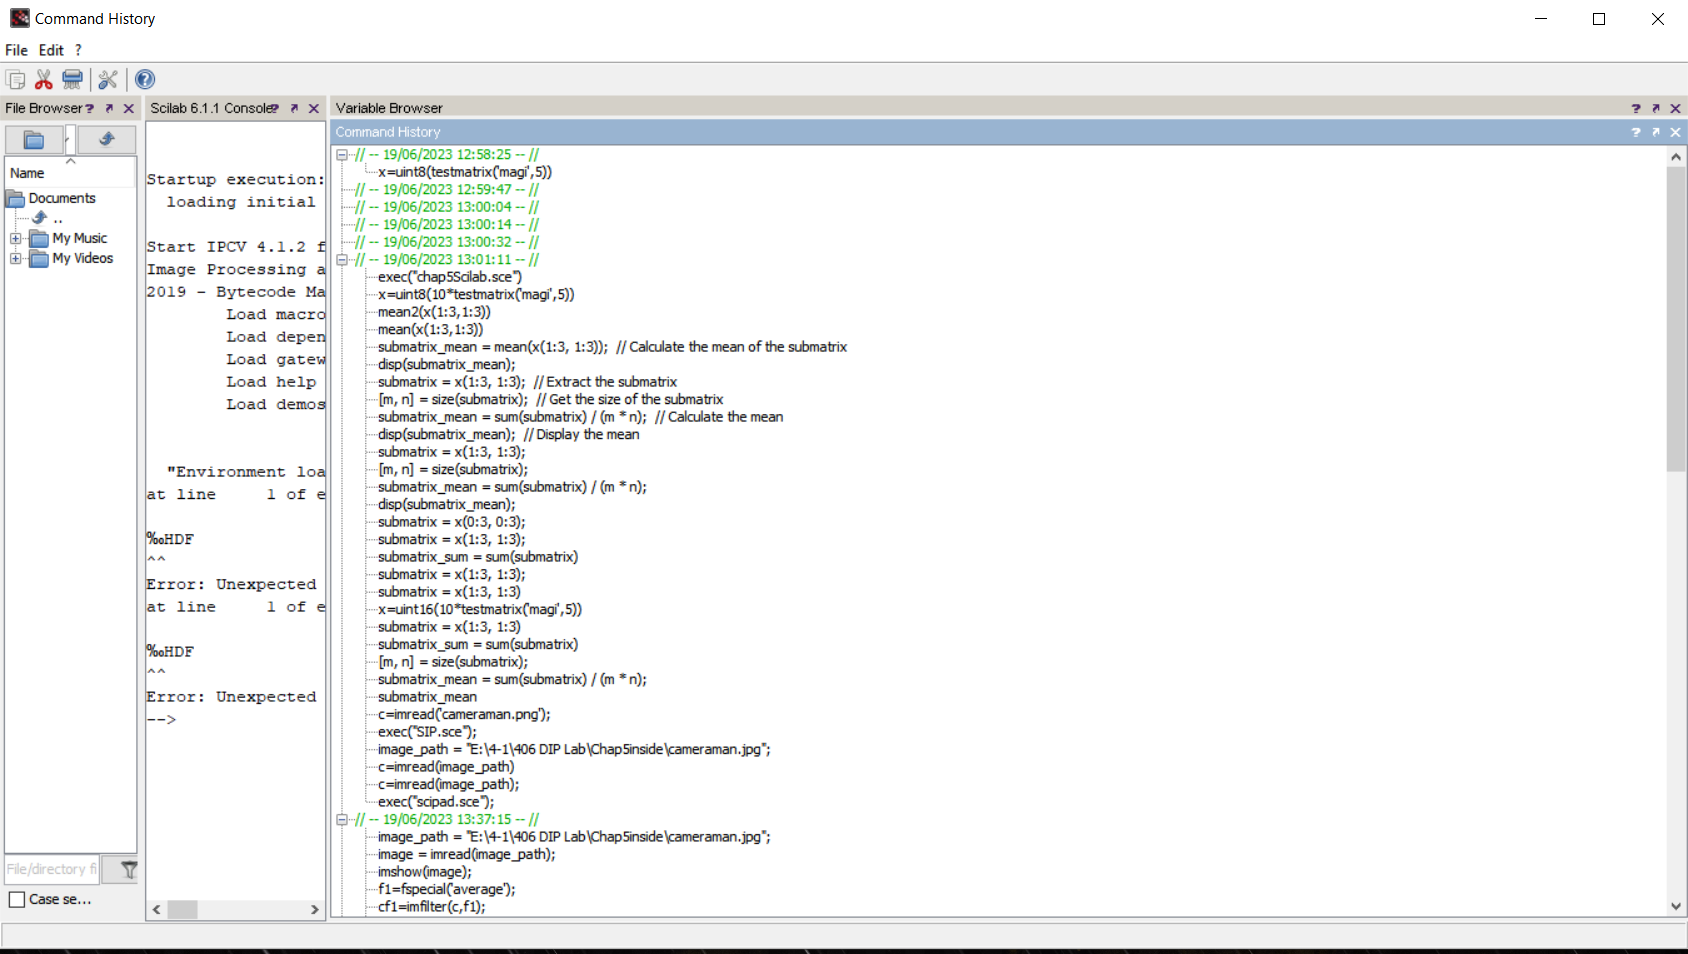 Command History
File Edit ?
File Browser ? Scilab 6.1.1 Console ? Variable Browser ?
Command History ?
Name
Documents
..
My Music
My Videos
File/directory fi
Case se...
Startup execution:
loading initial
Start IPCV 4.1.2 f
Image Processing a
2019 - Bytecode Ma
Load macro
Load depen
Load gatew
Load help
Load demos
"Environment loa
at line 1 of e
‰HDF
^^
Error: Unexpected
at line 1 of e
‰HDF
^^
Error: Unexpected
-->
// -- 19/06/2023 12:58:25 -- //
x=uint8(testmatrix('magi',5))
// -- 19/06/2023 12:59:47 -- //
// -- 19/06/2023 13:00:04 -- //
// -- 19/06/2023 13:00:14 -- //
// -- 19/06/2023 13:00:32 -- //
// -- 19/06/2023 13:01:11 -- //
exec("chap5Scilab.sce")
x=uint8(10*testmatrix('magi',5))
mean2(x(1:3,1:3))
mean(x(1:3,1:3))
submatrix_mean = mean(x(1:3, 1:3)); // Calculate the mean of the submatrix
disp(submatrix_mean);
submatrix = x(1:3, 1:3); // Extract the submatrix
[m, n] = size(submatrix); // Get the size of the submatrix
submatrix_mean = sum(submatrix) / (m * n); // Calculate the mean
disp(submatrix_mean); // Display the mean
submatrix = x(1:3, 1:3);
[m, n] = size(submatrix);
submatrix_mean = sum(submatrix) / (m * n);
disp(submatrix_mean);
submatrix = x(0:3, 0:3);
submatrix = x(1:3, 1:3);
submatrix_sum = sum(submatrix)
submatrix = x(1:3, 1:3);
submatrix = x(1:3, 1:3)
x=uint16(10*testmatrix('magi',5))
submatrix = x(1:3, 1:3)
submatrix_sum = sum(submatrix)
[m, n] = size(submatrix);
submatrix_mean = sum(submatrix) / (m * n);
submatrix_mean
c=imread('cameraman.png');
exec("SIP.sce");
image_path = "E:\4-1\406 DIP Lab\Chap5inside\cameraman.jpg";
c=imread(image_path)
c=imread(image_path);
exec("scipad.sce");
// -- 19/06/2023 13:37:15 -- //
image_path = "E:\4-1\406 DIP Lab\Chap5inside\cameraman.jpg";
image = imread(image_path);
imshow(image);
f1=fspecial('average');
cf1=imfilter(c,f1);